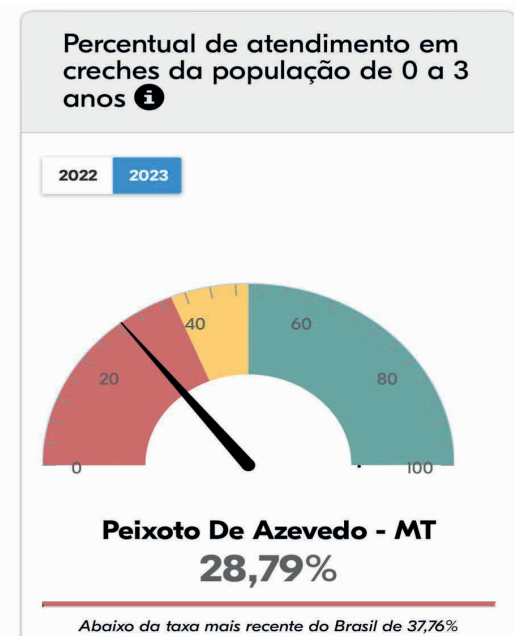 Percentual de atendimento em
creches da população de 0 a 3
anos i
2022 2023
0
20
40
60
80
100
Peixoto De Azevedo - MT
28,79%
Abaixo da taxa mais recente do Brasil de 37,76%